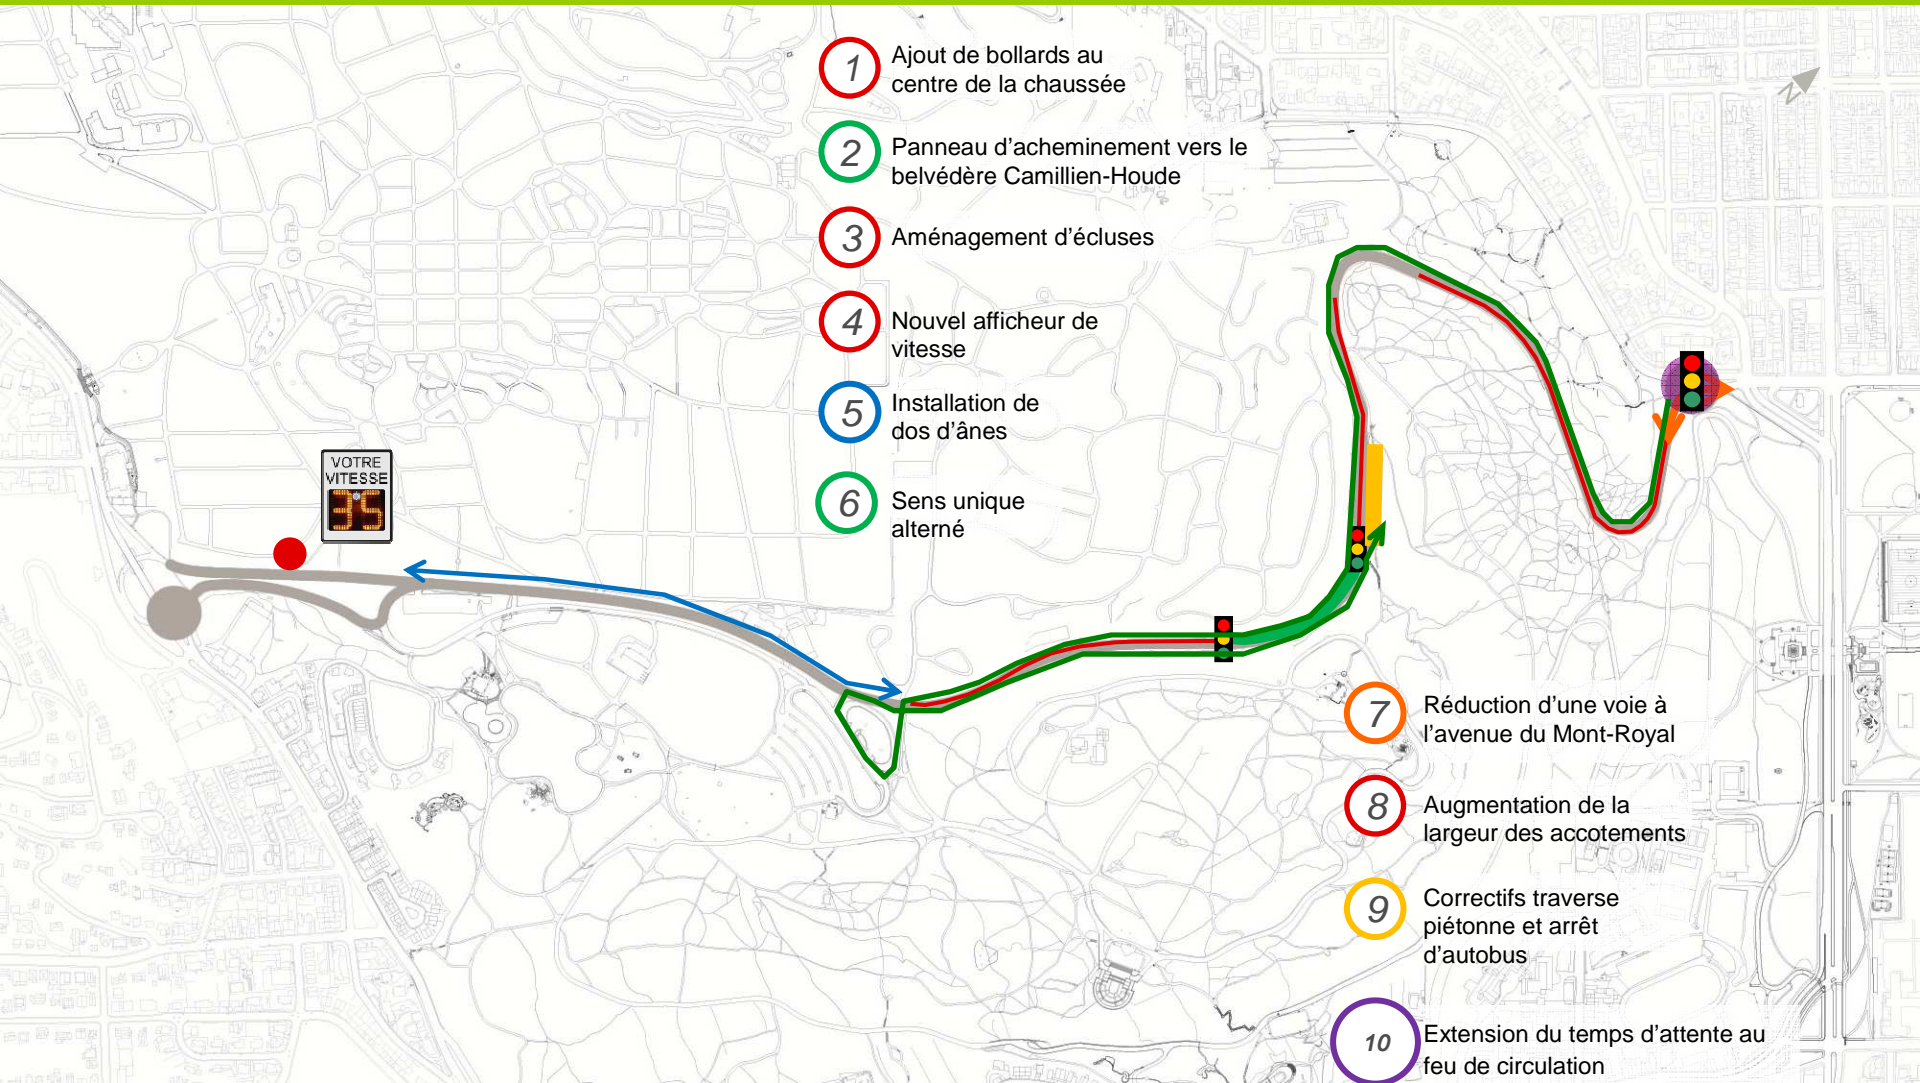 1
Ajout de bollards au
centre de la chaussée
2
Panneau d'acheminement vers le
belvédère Camillien-Houde
3
Aménagement d'écluses
4
Nouvel afficheur de
vitesse
5
Installation de
dos d'ânes
6
Sens unique
alterné
N
VOTRE
VITESSE
35
7
Réduction d'une voie à
l'avenue du Mont-Royal
8
Augmentation de la
largeur des accotements
9
Correctifs traverse
piétonne et arrêt
d'autobus
10
Extension du temps d'attente au
feu de circulation